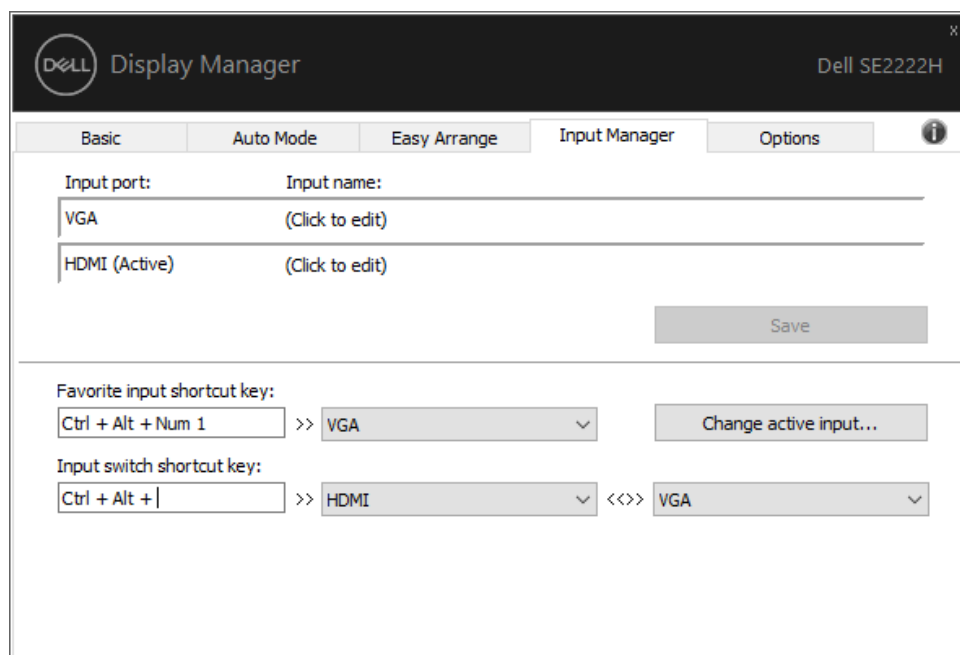 x
DELL Display Manager Dell SE2222H
Basic Auto Mode Easy Arrange Input Manager Options i
Input port: Input name:
VGA (Click to edit)
HDMI (Active) (Click to edit)
Save
Favorite input shortcut key:
Ctrl + Alt + Num 1 >> VGA Change active input...
Input switch shortcut key:
Ctrl + Alt + >> HDMI <<>> VGA